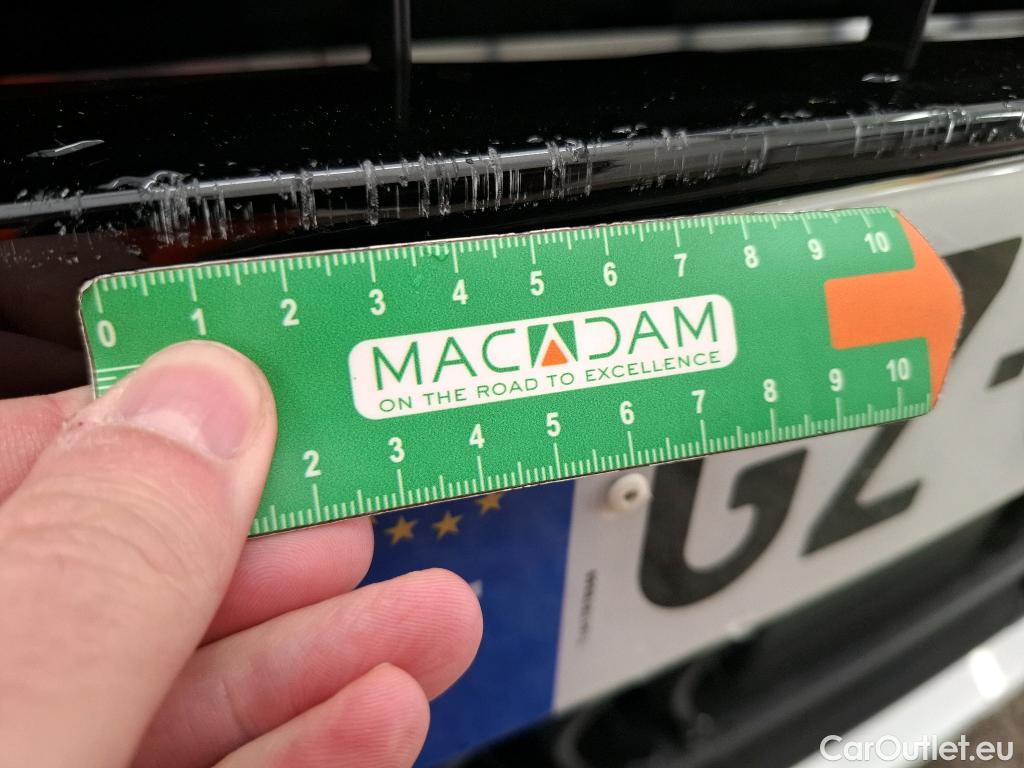 0 1 2 3 4 5 6 7 8 9 10
MACADAM
ON THE ROAD TO EXCELLENCE
2 3 4 5 6 7 8 9 10
GZ-
CarOutlet.eu